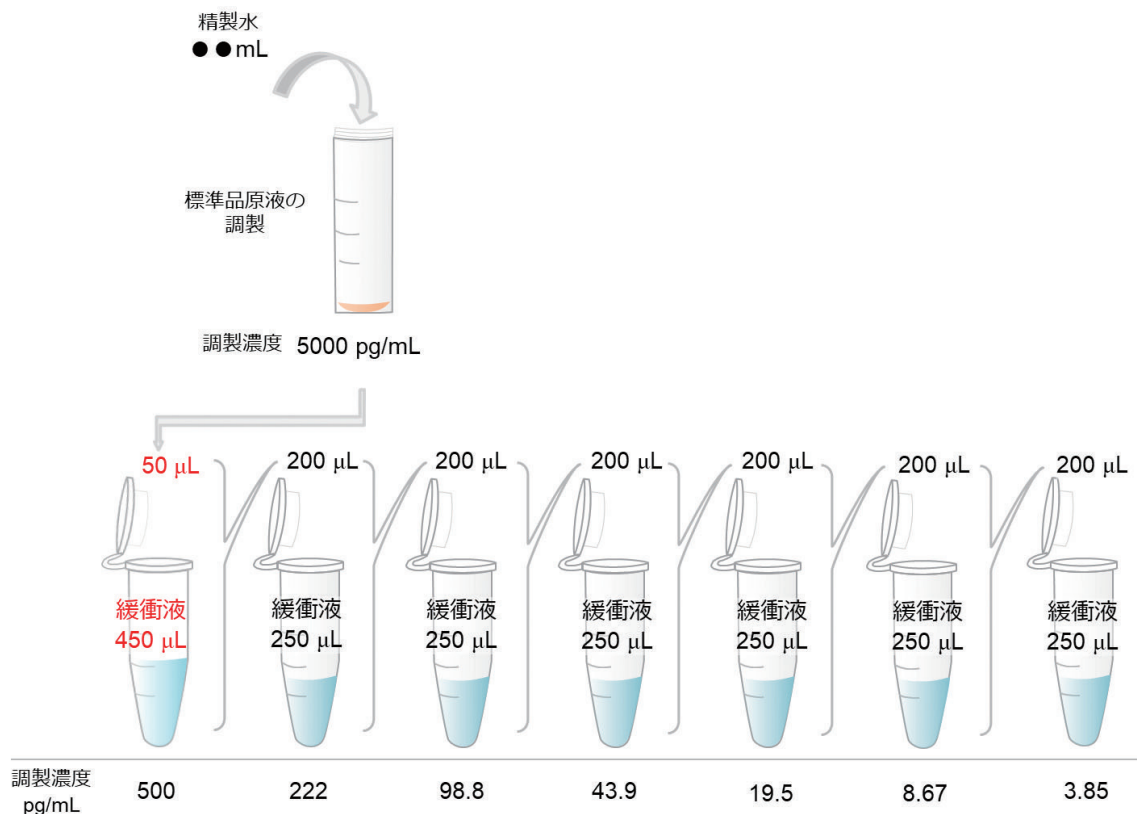 精製水
●●mL
標準品原液の
調製
調製濃度 5000 pg/mL
50 μL 200 μL 200 μL 200 μL 200 μL 200 μL 200 μL
緩衝液 緩衝液 緩衝液 緩衝液 緩衝液 緩衝液 緩衝液
450 μL 250 μL 250 μL 250 μL 250 μL 250 μL 250 μL
調製濃度
pg/mL 500 222 98.8 43.9 19.5 8.67 3.85